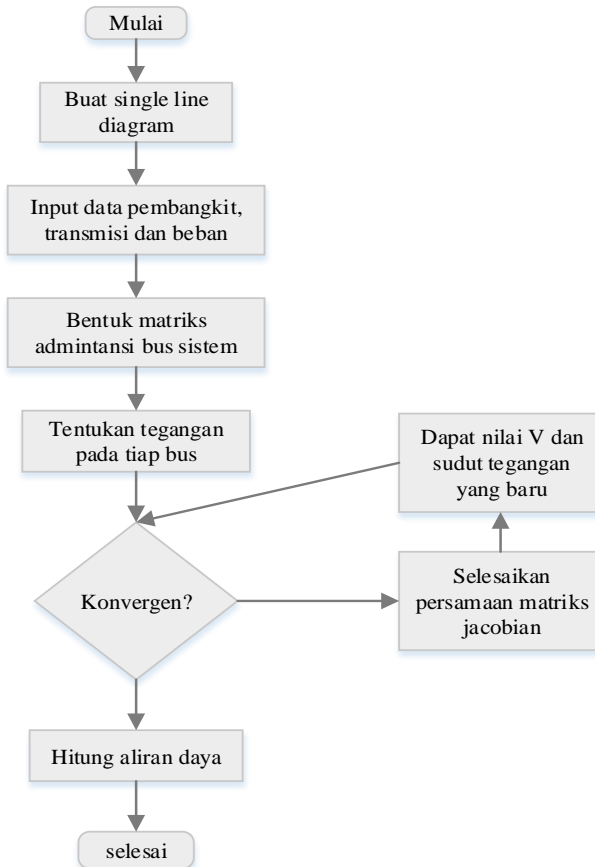 Mulai
Buat single line
diagram
Input data pembangkit,
transmisi dan beban
Bentuk matriks
admintansi bus sistem
Tentukan tegangan
pada tiap bus
Konvergen?
Selesaikan
persamaan matriks
jacobian
Dapat nilai V dan
sudut tegangan
yang baru
Hitung aliran daya
selesai